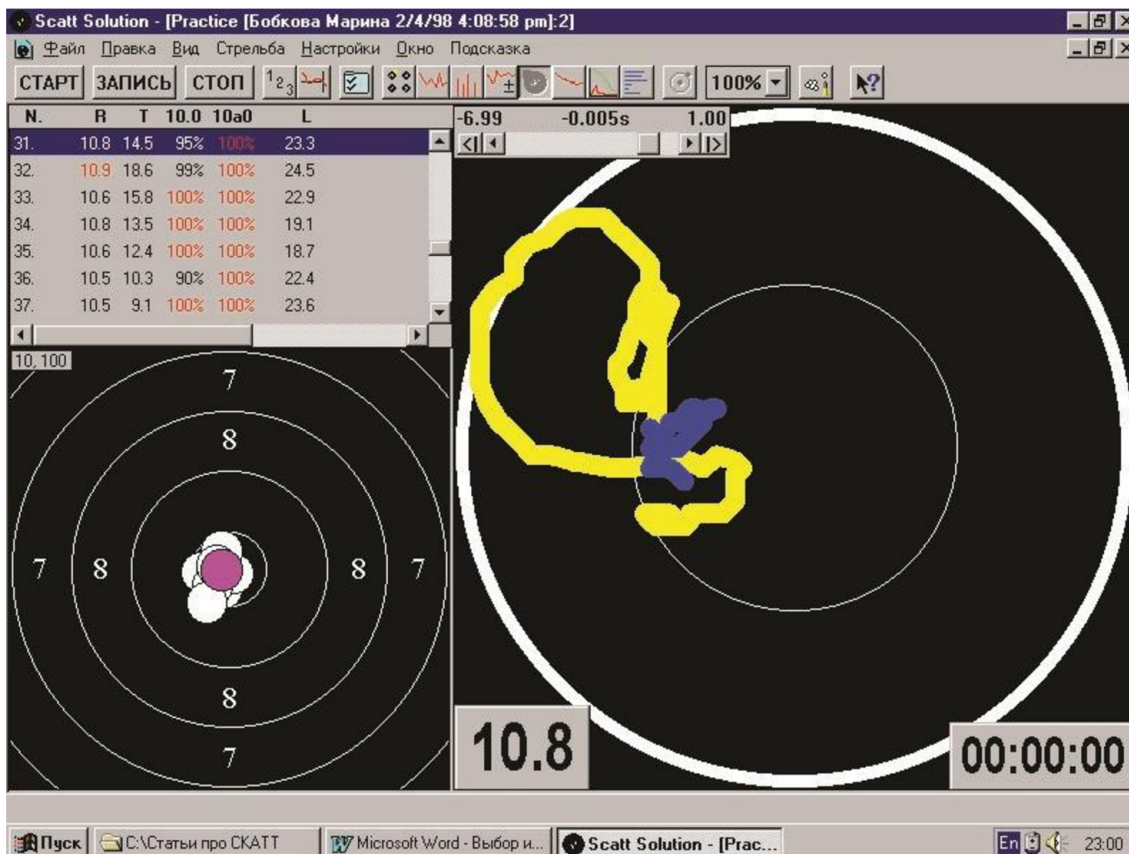 Scatt Solution - [Practice [Бобкова Марина 2/4/98 4:08:58 pm]:2]
Файл Правка Вид Стрельба Настройки Окно Подсказка
СТАРТ ЗАПИСЬ СТОП 1 2 3 100%
N. R T 10.0 10a0 L
31. 10.8 14.5 95% 100% 23.3
32. 10.9 18.6 99% 100% 24.5
33. 10.6 15.8 100% 100% 22.9
34. 10.8 13.5 100% 100% 19.1
35. 10.6 12.4 100% 100% 18.7
36. 10.5 10.3 90% 100% 22.4
37. 10.5 9.1 100% 100% 23.6
-6.99 -0.005s 1.00
10,100
7
8
7 8 8 7
8
7
10.8
00:00:00
Пуск C:\Статьи про СКАТТ Microsoft Word - Выбор и... Scatt Solution - [Prac... En 23:00